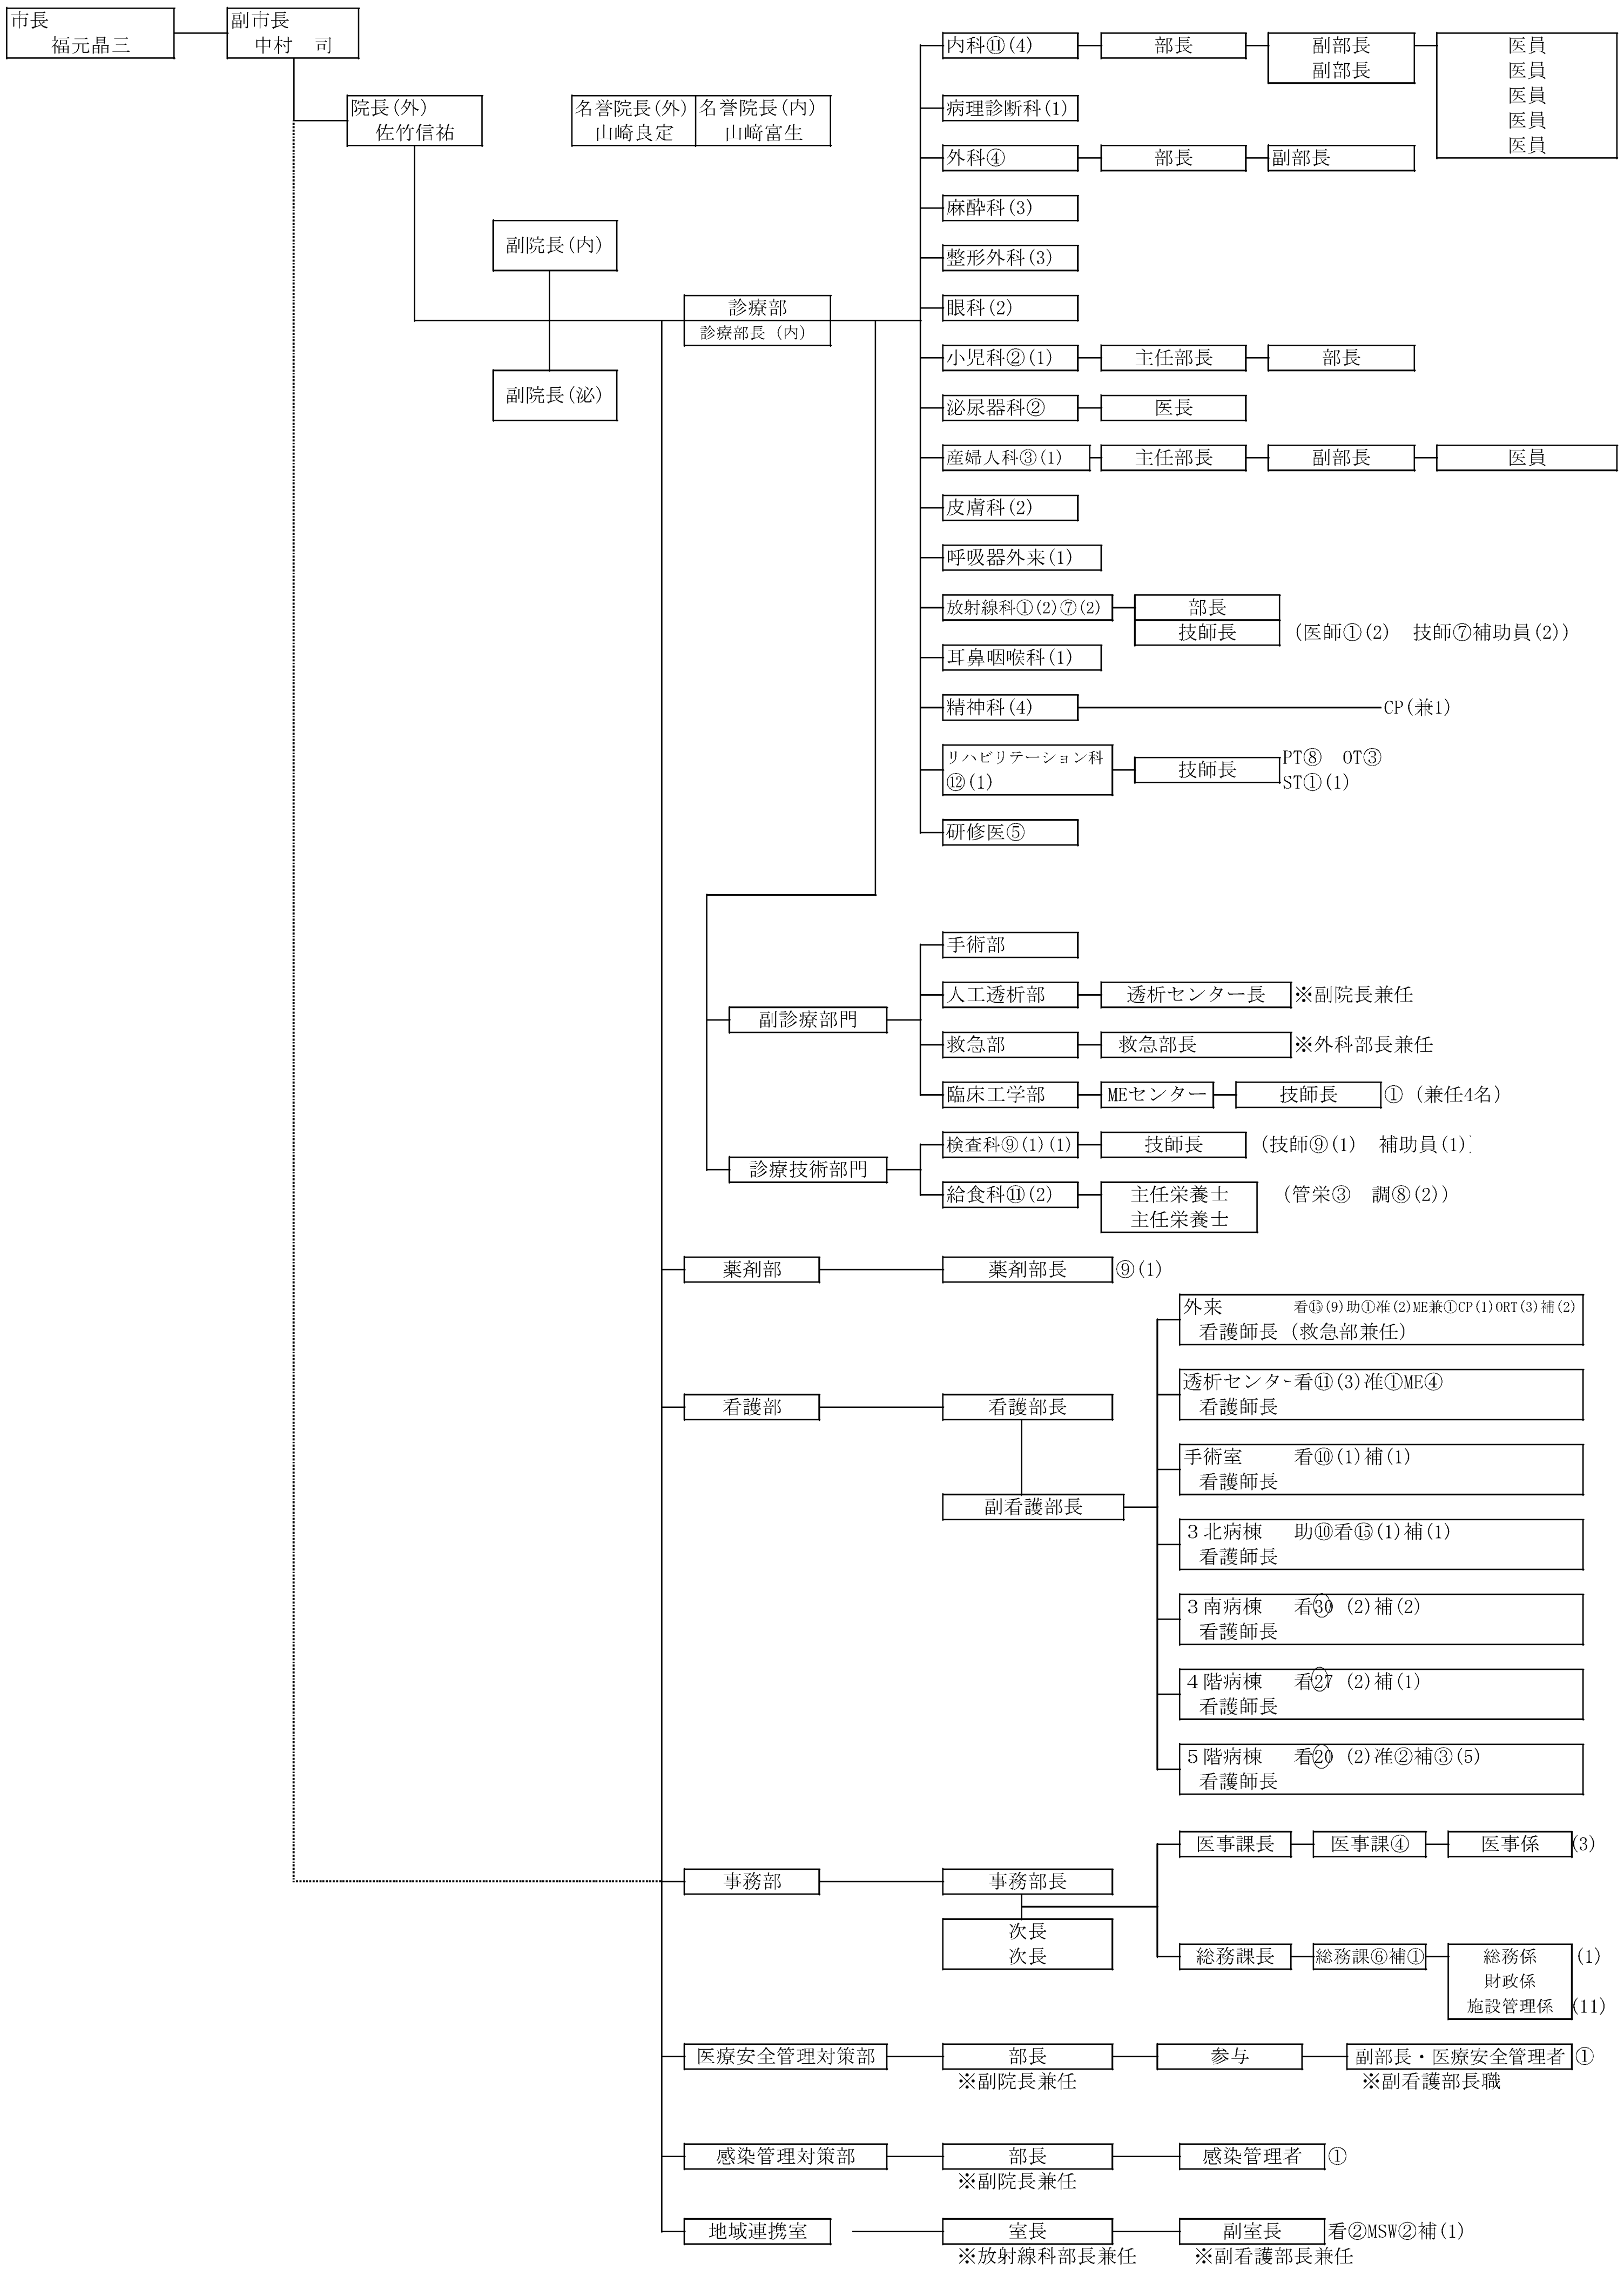 市長
福元晶三
副市長
中村　司
院長(外)
佐竹信祐
名誉院長(外)
山崎良定
名誉院長(内)
山﨑富生
副院長(内)
副院長(泌)
診療部
診療部長（内）
内科⑪(4)
部長
副部長
副部長
医員
医員
医員
医員
医員
病理診断科(1)
外科④
部長
副部長
麻酔科(3)
整形外科(3)
眼科(2)
小児科②(1)
主任部長
部長
泌尿器科②
医長
産婦人科③(1)
主任部長
副部長
医員
皮膚科(2)
呼吸器外来(1)
放射線科①(2)⑦(2)
部長
技師長
（医師①(2)　技師⑦補助員(2)）
耳鼻咽喉科(1)
精神科(4)
CP(兼1)
リハビリテーション科
⑫(1)
技師長
PT⑧　OT③
ST①(1)
研修医⑤
副診療部門
手術部
人工透析部
透析センター長
※副院長兼任
救急部
救急部長
※外科部長兼任
臨床工学部
MEセンター
技師長
①（兼任4名）
診療技術部門
検査科⑨(1)(1)
技師長
（技師⑨(1)　補助員(1)
給食科⑪(2)
主任栄養士
主任栄養士
（管栄③　調⑧(2)）
薬剤部
薬剤部長
⑨(1)
看護部
看護部長
副看護部長
外来　看⑮(9)助①准(2)ME兼①CP(1)ORT(3)補(2)
看護師長（救急部兼任）
透析センター看⑪(3)准①ME④
看護師長
手術室　看⑩(1)補(1)
看護師長
３北病棟　助⑩看⑮(1)補(1)
看護師長
３南病棟　看㉚ (2)補(2)
看護師長
４階病棟　看㉗ (2)補(1)
看護師長
５階病棟　看⑳ (2)准②補③(5)
看護師長
事務部
事務部長
次長
次長
医事課長
医事課④
医事係
(3)
総務課長
総務課⑥補①
総務係
(1)
財政係
施設管理係
(11)
医療安全管理対策部
部長
※副院長兼任
参与
副部長・医療安全管理者
①
※副看護部長職
感染管理対策部
部長
※副院長兼任
感染管理者
①
地域連携室
室長
※放射線科部長兼任
副室長
※副看護部長兼任
看②MSW②補(1)